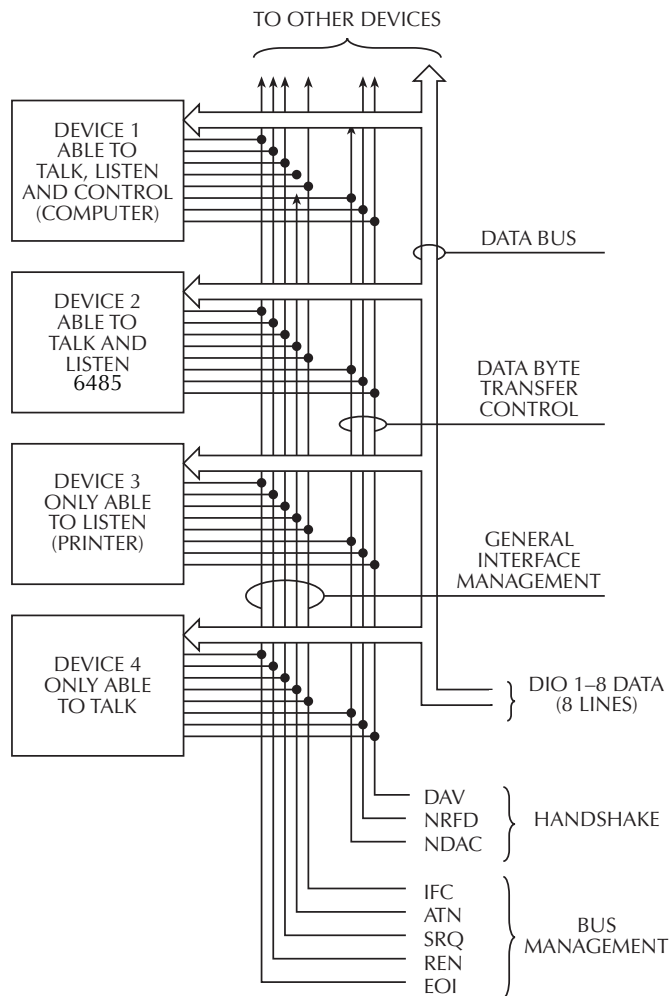 TO OTHER DEVICES
DEVICE 1
ABLE TO
TALK, LISTEN
AND CONTROL
(COMPUTER)
DATA BUS
DEVICE 2
ABLE TO
TALK AND
LISTEN
6485
DATA BYTE
TRANSFER
CONTROL
DEVICE 3
ONLY ABLE
TO LISTEN
(PRINTER)
GENERAL
INTERFACE
MANAGEMENT
DEVICE 4
ONLY ABLE
TO TALK
DIO 1–8 DATA
(8 LINES)
DAV
NRFD
NDAC
HANDSHAKE
IFC
ATN
SRQ
REN
EOI
BUS
MANAGEMENT